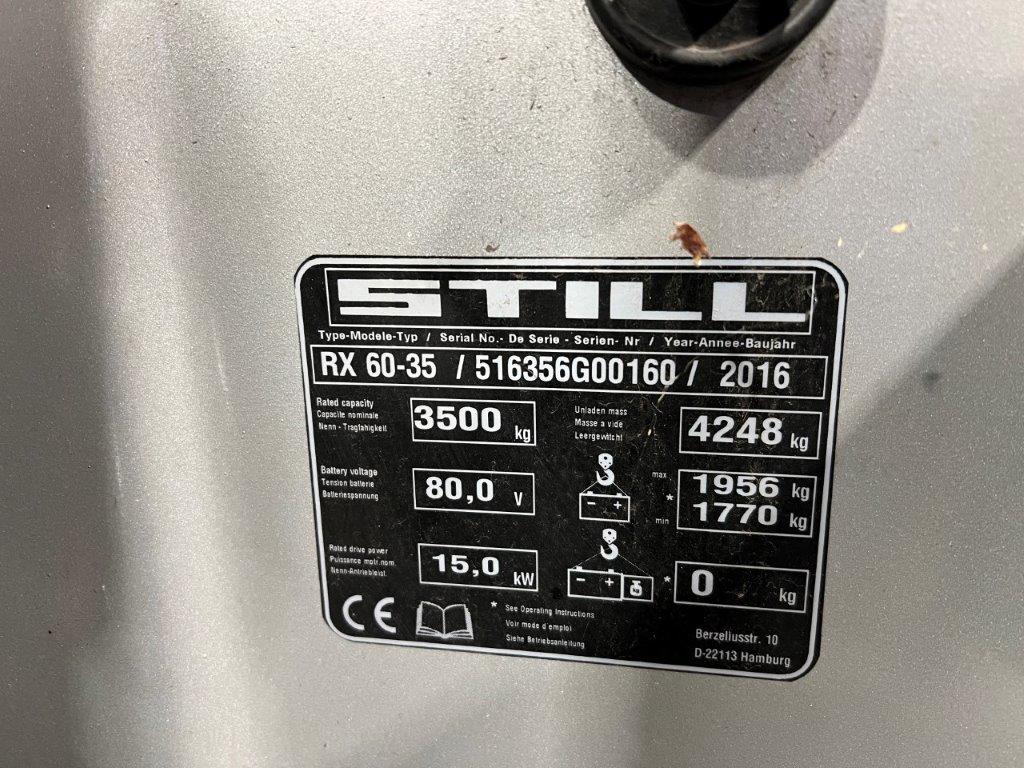 STILL
Type-Modele-Typ / Serial No.- De Serie - Serien- Nr / Year-Annee-Baujahr
RX 60-35 / 516356G00160 / 2016
Rated capacity
Capacite nominale
Nenn - Tragfahigkeit
3500 kg
Unladen mass
Masse a vide
Leergewitcht
4248 kg
Battery voltage
Tension batterie
Batteriespannung
80,0 V
- +
max 1956 kg
* min 1770 kg
Rated drive power
Puissance motr.nom.
Nenn-Antriebleist.
15,0 kW
- + kg
* 0 kg
CE
* See Operating Instructions
Voir mode d'emploi
Siehe Betriebsanleitung
Berzeliusstr. 10
D-22113 Hamburg